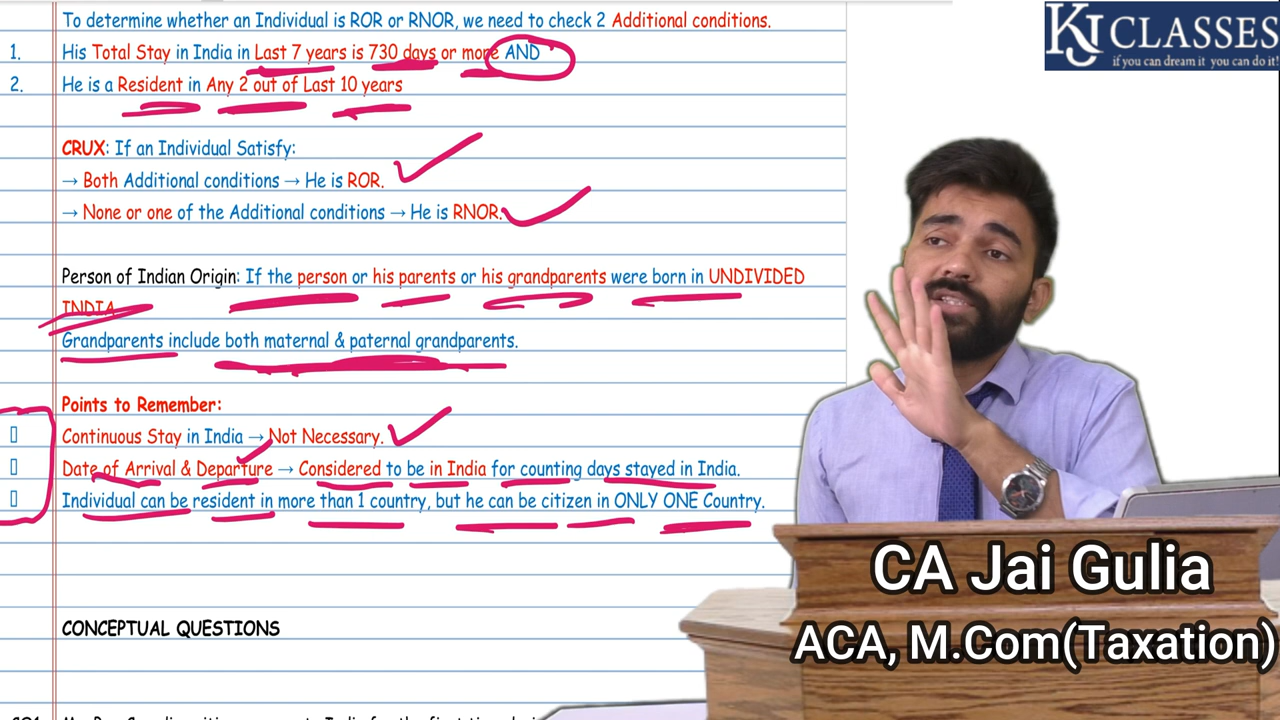 To determine whether an Individual is ROR or RNOR, we need to check 2 Additional conditions.
1. His Total Stay in India in Last 7 years is 730 days or more AND
2. He is a Resident in Any 2 out of Last 10 years
CRUX: If an Individual Satisfy:
→ Both Additional conditions → He is ROR.
→ None or one of the Additional conditions → He is RNOR.
Person of Indian Origin: If the person or his parents or his grandparents were born in UNDIVIDED
INDIA
Grandparents include both maternal & paternal grandparents.
Points to Remember:
Continuous Stay in India → Not Necessary.
Date of Arrival & Departure → Considered to be in India for counting days stayed in India.
Individual can be resident in more than 1 country, but he can be citizen in ONLY ONE Country.
CONCEPTUAL QUESTIONS
KJ CLASSES
if you can dream it you can do it!
CA Jai Gulia
ACA, M.Com(Taxation)